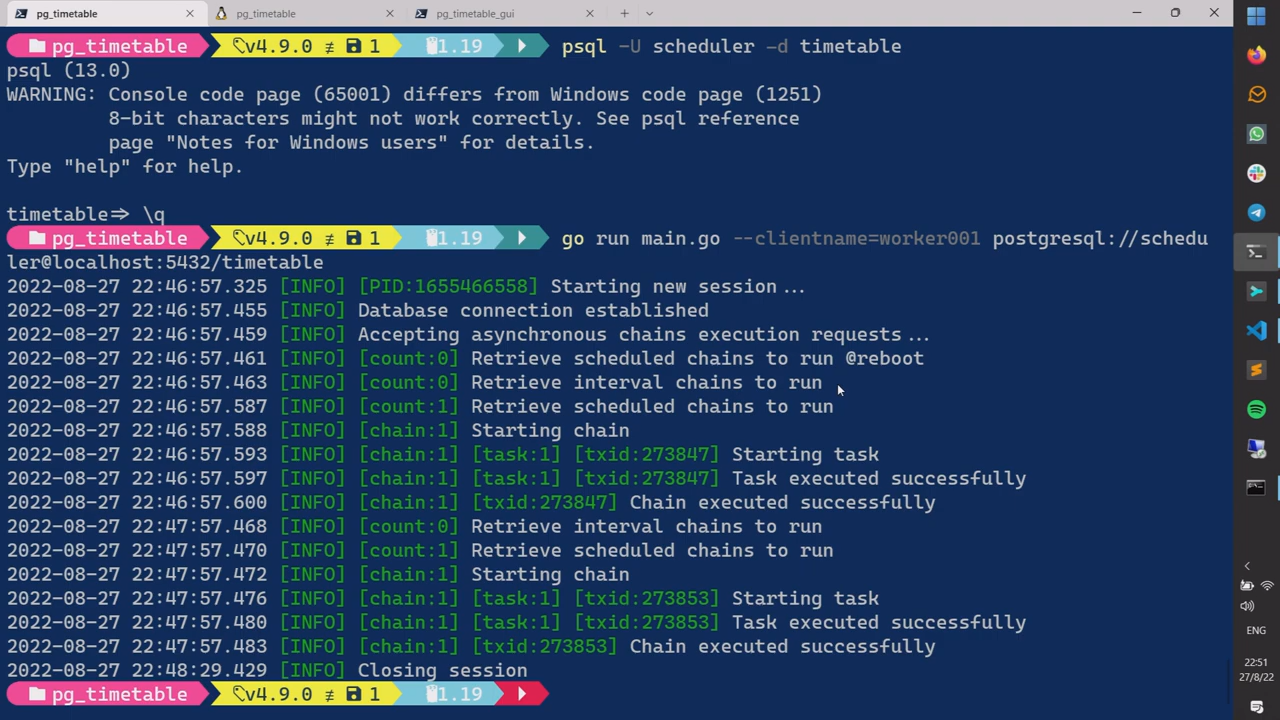 pg_timetable
pg_timetable
pg_timetable_gui
pg_timetable v4.9.0 ≢ 1 1.19 psql -U scheduler -d timetable
psql (13.0)
WARNING: Console code page (65001) differs from Windows code page (1251)
8-bit characters might not work correctly. See psql reference
page "Notes for Windows users" for details.
Type "help" for help.
timetable=> \q
pg_timetable v4.9.0 ≢ 1 1.19 go run main.go --clientname=worker001 postgresql://schedu
ler@localhost:5432/timetable
2022-08-27 22:46:57.325 [INFO] [PID:1655466558] Starting new session...
2022-08-27 22:46:57.455 [INFO] Database connection established
2022-08-27 22:46:57.459 [INFO] Accepting asynchronous chains execution requests...
2022-08-27 22:46:57.461 [INFO] [count:0] Retrieve scheduled chains to run @reboot
2022-08-27 22:46:57.463 [INFO] [count:0] Retrieve interval chains to run
2022-08-27 22:46:57.587 [INFO] [count:1] Retrieve scheduled chains to run
2022-08-27 22:46:57.588 [INFO] [chain:1] Starting chain
2022-08-27 22:46:57.593 [INFO] [chain:1] [task:1] [txid:273847] Starting task
2022-08-27 22:46:57.597 [INFO] [chain:1] [task:1] [txid:273847] Task executed successfully
2022-08-27 22:46:57.600 [INFO] [chain:1] [txid:273847] Chain executed successfully
2022-08-27 22:47:57.468 [INFO] [count:0] Retrieve interval chains to run
2022-08-27 22:47:57.470 [INFO] [count:1] Retrieve scheduled chains to run
2022-08-27 22:47:57.472 [INFO] [chain:1] Starting chain
2022-08-27 22:47:57.476 [INFO] [chain:1] [task:1] [txid:273853] Starting task
2022-08-27 22:47:57.480 [INFO] [chain:1] [task:1] [txid:273853] Task executed successfully
2022-08-27 22:47:57.483 [INFO] [chain:1] [txid:273853] Chain executed successfully
2022-08-27 22:48:29.429 [INFO] Closing session
pg_timetable v4.9.0 ≢ 1 1.19
ENG
22:51
27/8/22